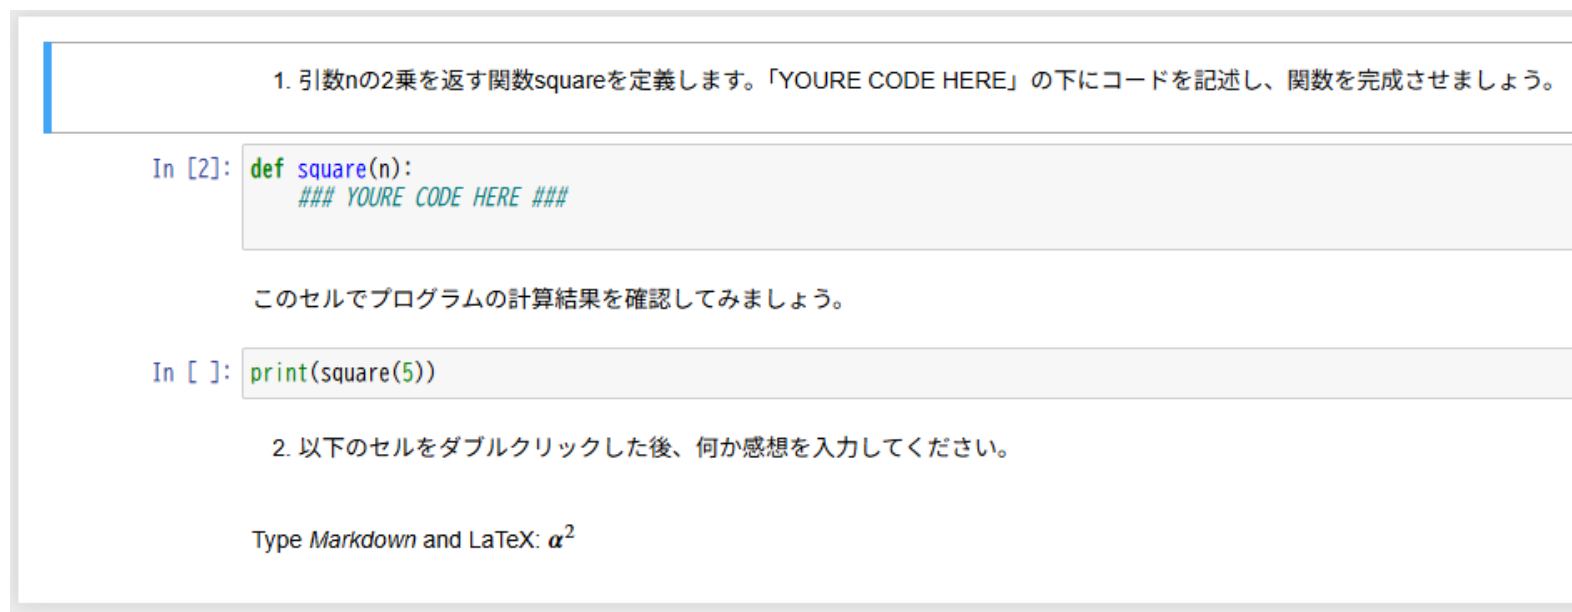 1. 引数nの2乗を返す関数squareを定義します。「YOURE CODE HERE」の下にコードを記述し、関数を完成させましょう。
In [2]: def square(n):
### YOURE CODE HERE ###
このセルでプログラムの計算結果を確認してみましょう。
In [ ]: print(square(5))
2. 以下のセルをダブルクリックした後、何か感想を入力してください。
Type Markdown and LaTeX: α²